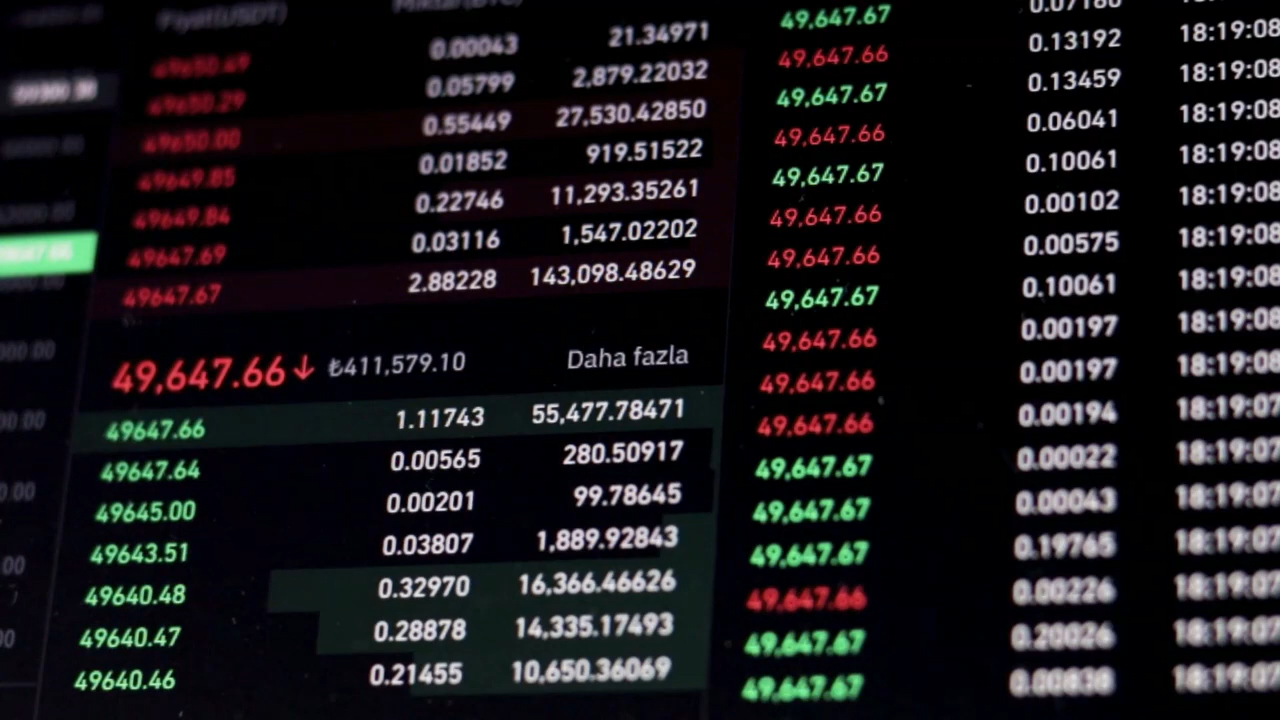 Fiyat(USDT) Miktar(BTC)
49650.49 0.00043 21.34971
49650.29 0.05799 2,879.22032
49650.00 0.55449 27,530.42850
49649.85 0.01852 919.51522
49649.84 0.22746 11,293.35261
49647.69 0.03116 1,547.02202
49647.67 2.88228 143,098.48629
49,647.66↓ ₺411,579.10 Daha fazla
49647.66 1.11743 55,477.78471
49647.64 0.00565 280.50917
49645.00 0.00201 99.78645
49643.51 0.03807 1,889.92843
49640.48 0.32970 16,366.46626
49640.47 0.28878 14,335.17493
49640.46 0.21455 10,650.36069
49,647.67 0.07180
49,647.66 0.13192 18:19:08
49,647.67 0.13459 18:19:08
49,647.66 0.06041 18:19:08
49,647.67 0.10061 18:19:08
49,647.66 0.00102 18:19:08
49,647.66 0.00575 18:19:08
49,647.67 0.10061 18:19:08
49,647.66 0.00197 18:19:08
49,647.66 0.00197 18:19:08
49,647.66 0.00194 18:19:07
49,647.67 0.00022 18:19:07
49,647.67 0.00043 18:19:07
49,647.67 0.19765 18:19:07
49,647.66 0.00226 18:19:07
49,647.67 0.20026 18:19:07
49,647.67 0.00838 18:19:07